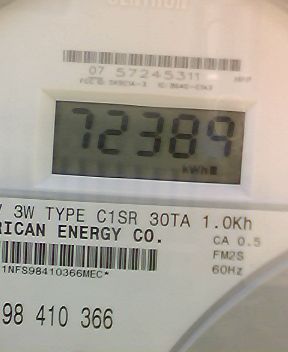 CENTRON
07 57245311
72389
kWh
V 3W TYPE C1SR 30TA 1.0Kh
RICAN ENERGY CO.
CA 0.5
FM2S
60Hz
1NFS98410366MEC*
98 410 366